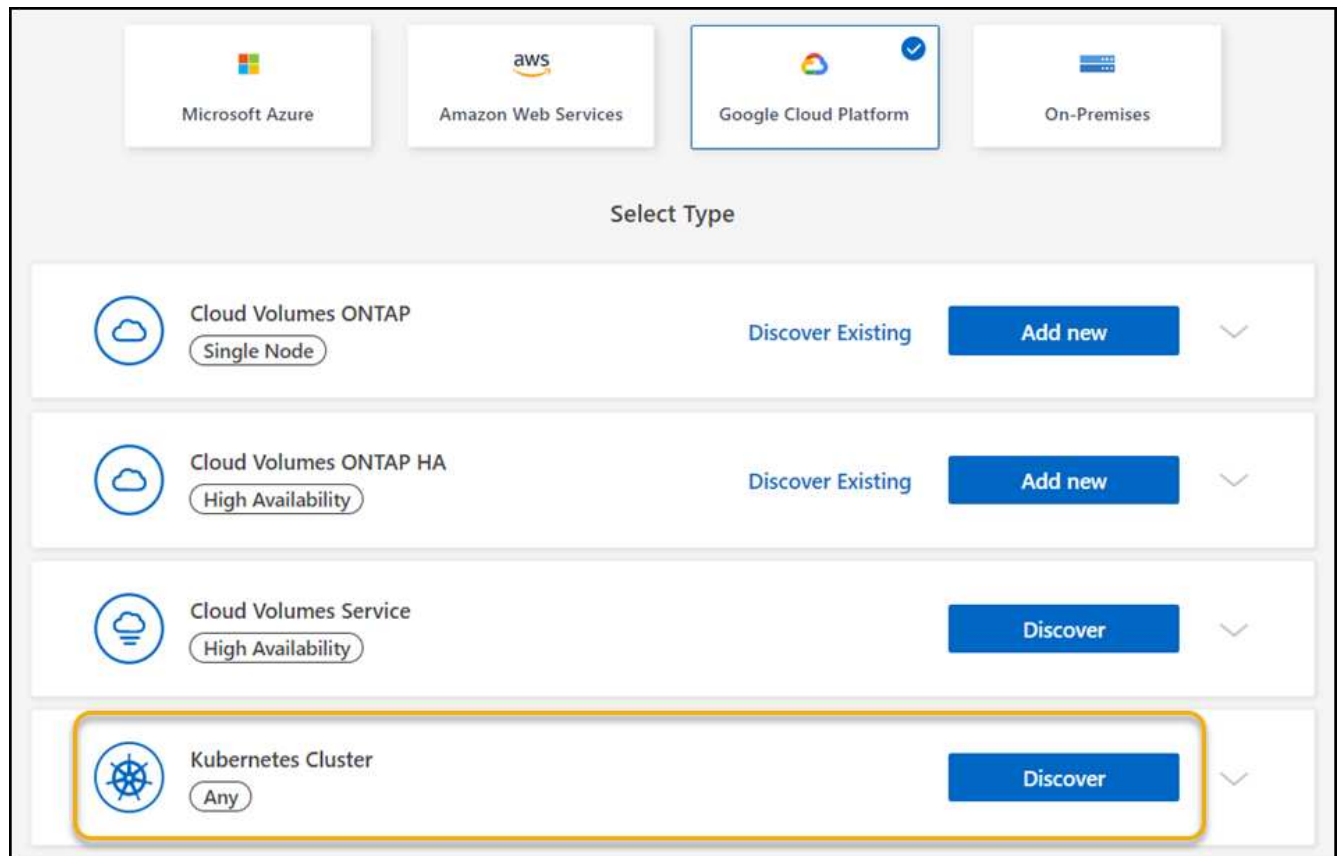 aws
Microsoft Azure
Amazon Web Services
Google Cloud Platform
On-Premises
Select Type
Cloud Volumes ONTAP
Single Node
Discover Existing
Add new
Cloud Volumes ONTAP HA
High Availability
Discover Existing
Add new
Cloud Volumes Service
High Availability
Discover
Kubernetes Cluster
Any
Discover